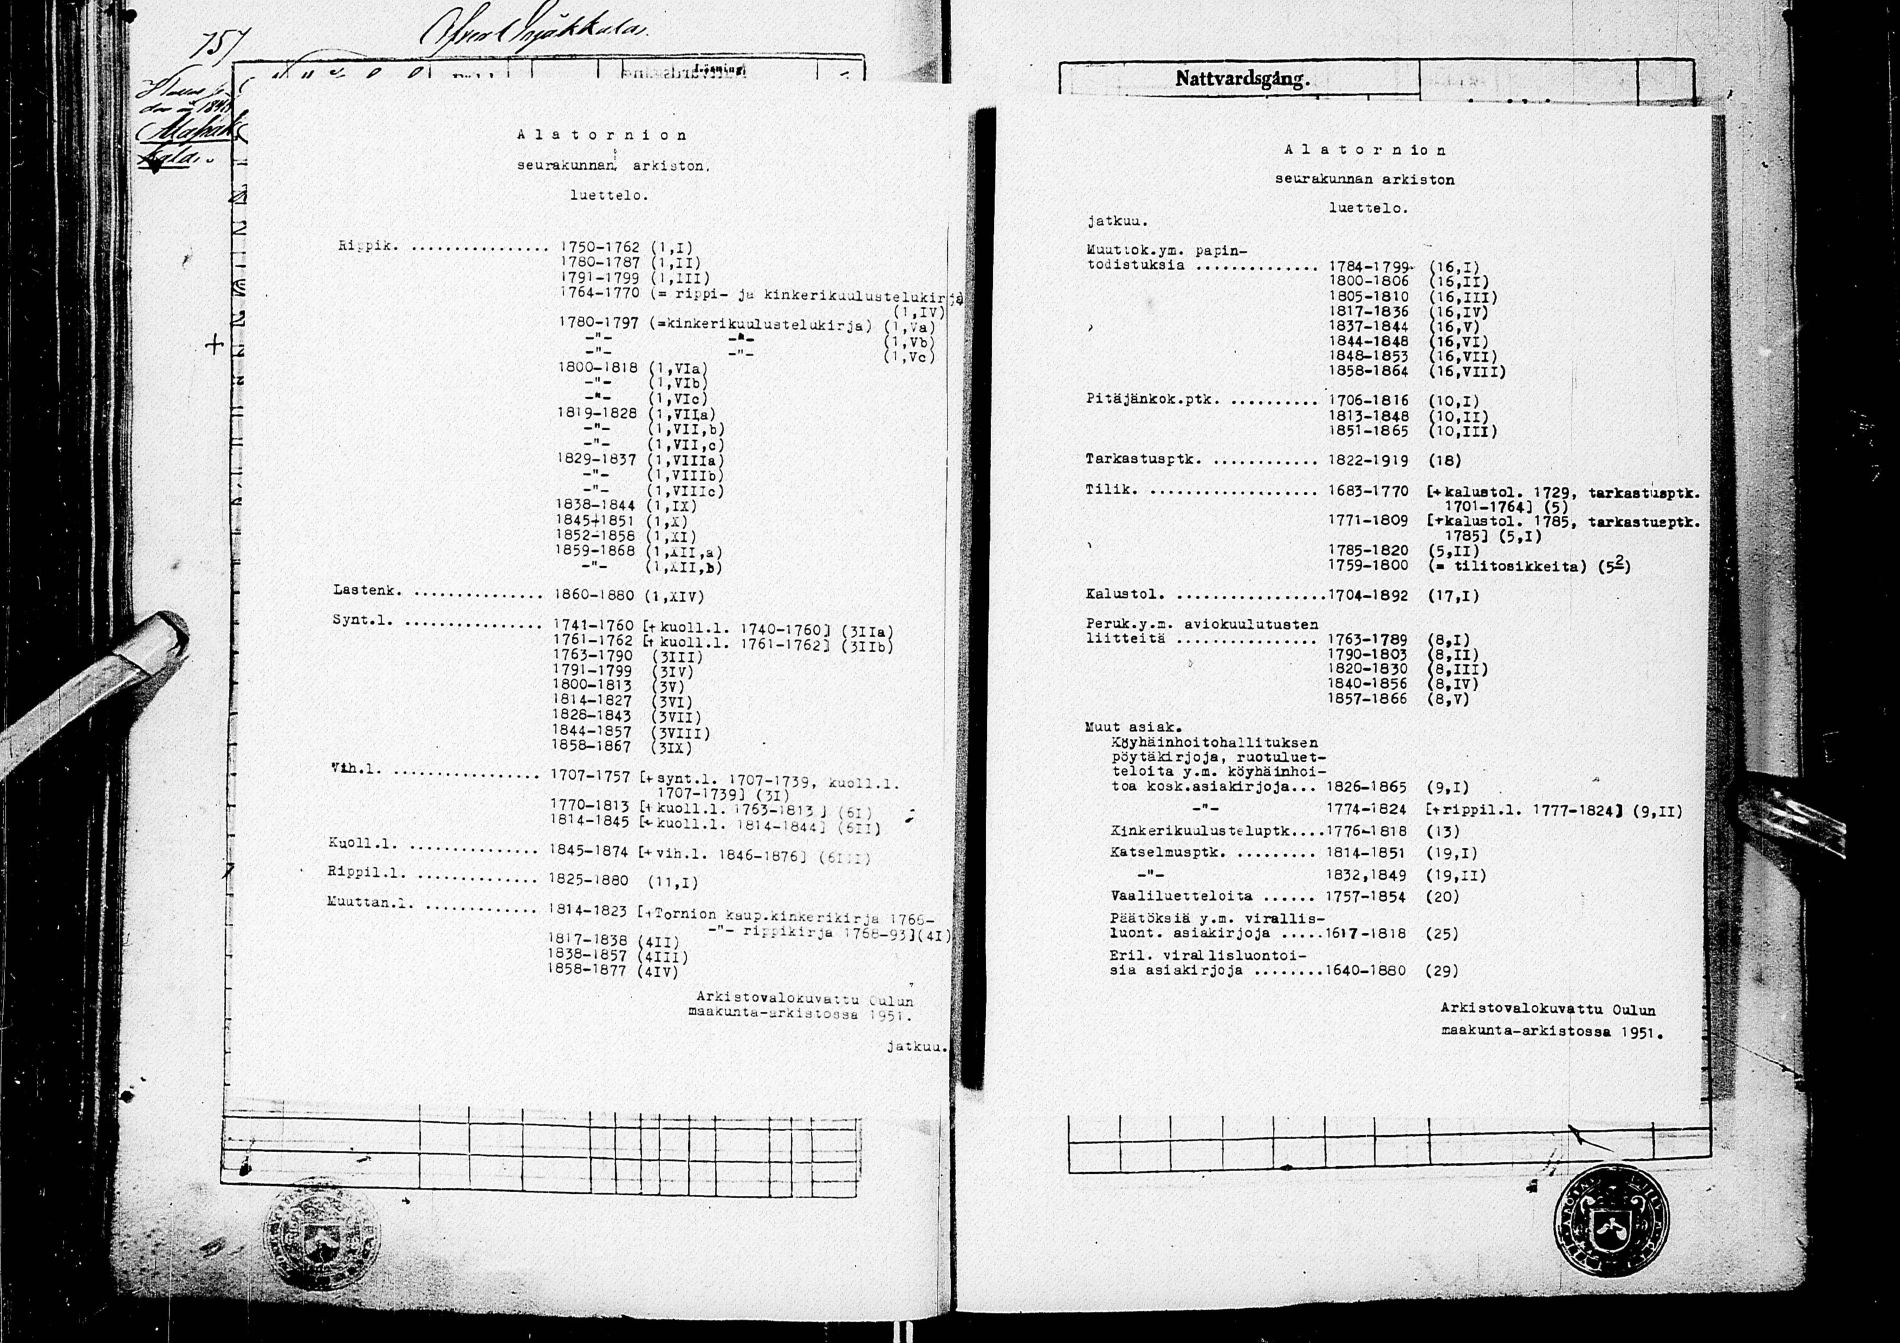 757
A l a t o r n i o n
seurakunnan arkiston
luettelo.
Rippik. ................ 1750-1762 (1,I)
1780-1787 (1,II)
1791-1799 (1,III)
1764-1770 (= rippi- ja kinkerikuulustelukirja
(1,IV)
1780-1797 (=kinkerikuulustelukirja) (1,Va)
-"- -"- (1,Vb)
-"- -"- (1,Vc)
1800-1818 (1,VIa)
-"- (1,VIb)
-"- (1,VIc)
1819-1828 (1,VIIa)
-"- (1,VII,b)
-"- (1,VII,c)
1829-1837 (1,VIIIa)
-"- (1,VIIIb)
-"- (1,VIIIc)
1838-1844 (1,IX)
1845-1851 (1,X)
1852-1858 (1,XI)
1859-1868 (1,XII,a)
-"- (1,XII,b)
Lastenk. ............... 1860-1880 (1,XIV)
Synt.l. ................ 1741-1760 [+kuoll.l. 1740-1760] (3IIa)
1761-1762 [+kuoll.l. 1761-1762] (3IIb)
1763-1790 (3III)
1791-1799 (3IV)
1800-1813 (3V)
1814-1827 (3VI)
1828-1843 (3VII)
1844-1857 (3VIII)
1858-1867 (3IX)
Vih.l. ................. 1707-1757 [+synt.l. 1707-1739, kuoll.l.
1707-1739] (3I)
1770-1813 [+kuoll.l. 1763-1813 ] (6I)
1814-1845 [+kuoll.l. 1814-1844] (6II)
Kuoll.l. ............... 1845-1874 [+vih.l. 1846-1876] (6III)
Rippil.l. .............. 1825-1880 (11,I)
Muuttan.l. ............. 1814-1823 [+Tornion kaup.kinkerikirja 1766-
-"- rippikirja 1768-93](4I)
1817-1838 (4II)
1838-1857 (4III)
1858-1877 (4IV)
Arkistovalokuvattu Oulun
maakunta-arkistossa 1951.
jatkuu.
Nattvardsgång.
A l a t o r n i o n
seurakunnan arkiston
luettelo.
jatkuu.
Muuttok.ym. papin-
todistuksia .............. 1784-1799 (16,I)
1800-1806 (16,II)
1805-1810 (16,III)
1817-1836 (16,IV)
1837-1844 (16,V)
1844-1848 (16,VI)
1848-1853 (16,VII)
1858-1864 (16,VIII)
Pitäjänkok.ptk. .......... 1706-1816 (10,I)
1813-1848 (10,II)
1851-1865 (10,III)
Tarkastusptk. ............ 1822-1919 (18)
Tilik. ................... 1683-1770 [+kalustol. 1729, tarkastusptk.
1701-1764] (5)
1771-1809 [+kalustol. 1785, tarkastusptk.
1785] (5,I)
1785-1820 (5,II)
1759-1800 (= tilitosikkeita) (5²)
Kalustol. .................1704-1892 (17,I)
Peruk.y.m. aviokuulutusten
liitteitä ................ 1763-1789 (8,I)
1790-1803 (8,II)
1820-1830 (8,III)
1840-1856 (8,IV)
1857-1866 (8,V)
Muut asiak.
Köyhäinhoitohallituksen
pöytäkirjoja, ruotuluet-
teloita y.m. köyhäinhoi-
toa kosk.asiakirjoja... 1826-1865 (9,I)
-"- 1774-1824 [+rippil.l. 1777-1824] (9,II)
Kinkerikuulusteluptk....1776-1818 (13)
Katselmusptk. ......... 1814-1851 (19,I)
-"- 1832,1849 (19,II)
Vaaliluetteloita ...... 1757-1854 (20)
Päätöksiä y.m. virallis-
luont. asiakirjoja .....1617-1818 (25)
Eril. virallisluontoi-
sia asiakirjoja ........1640-1880 (29)
Arkistovalokuvattu Oulun
maakunta-arkistossa 1951.